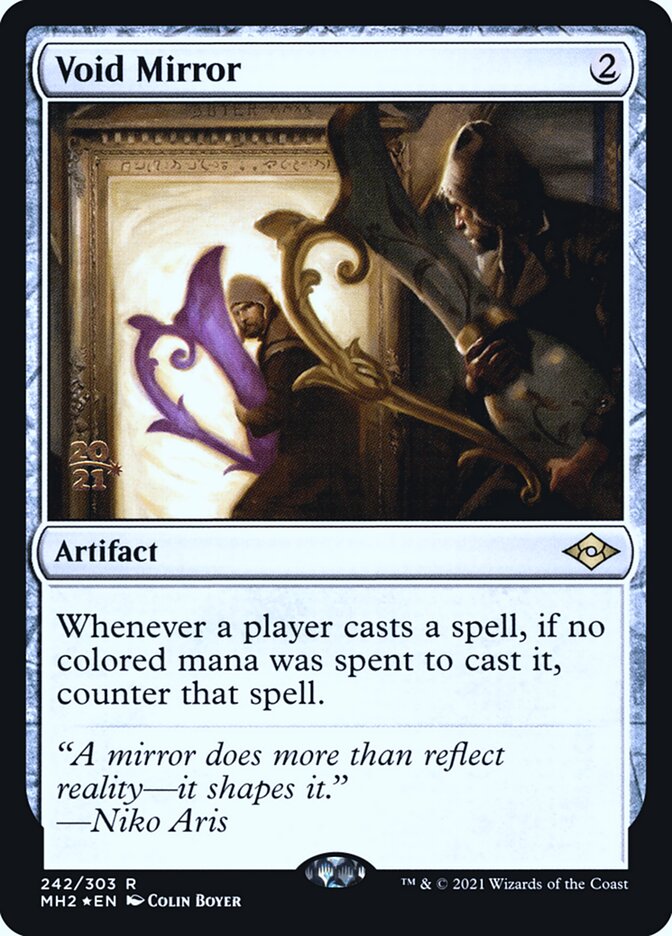 Void Mirror 2
20
21
Artifact
Whenever a player casts a spell, if no
colored mana was spent to cast it,
counter that spell.
“A mirror does more than reflect
reality—it shapes it.”
—Niko Aris
242/303 R
MH2 ★ EN Colin Boyer
™ & © 2021 Wizards of the Coast